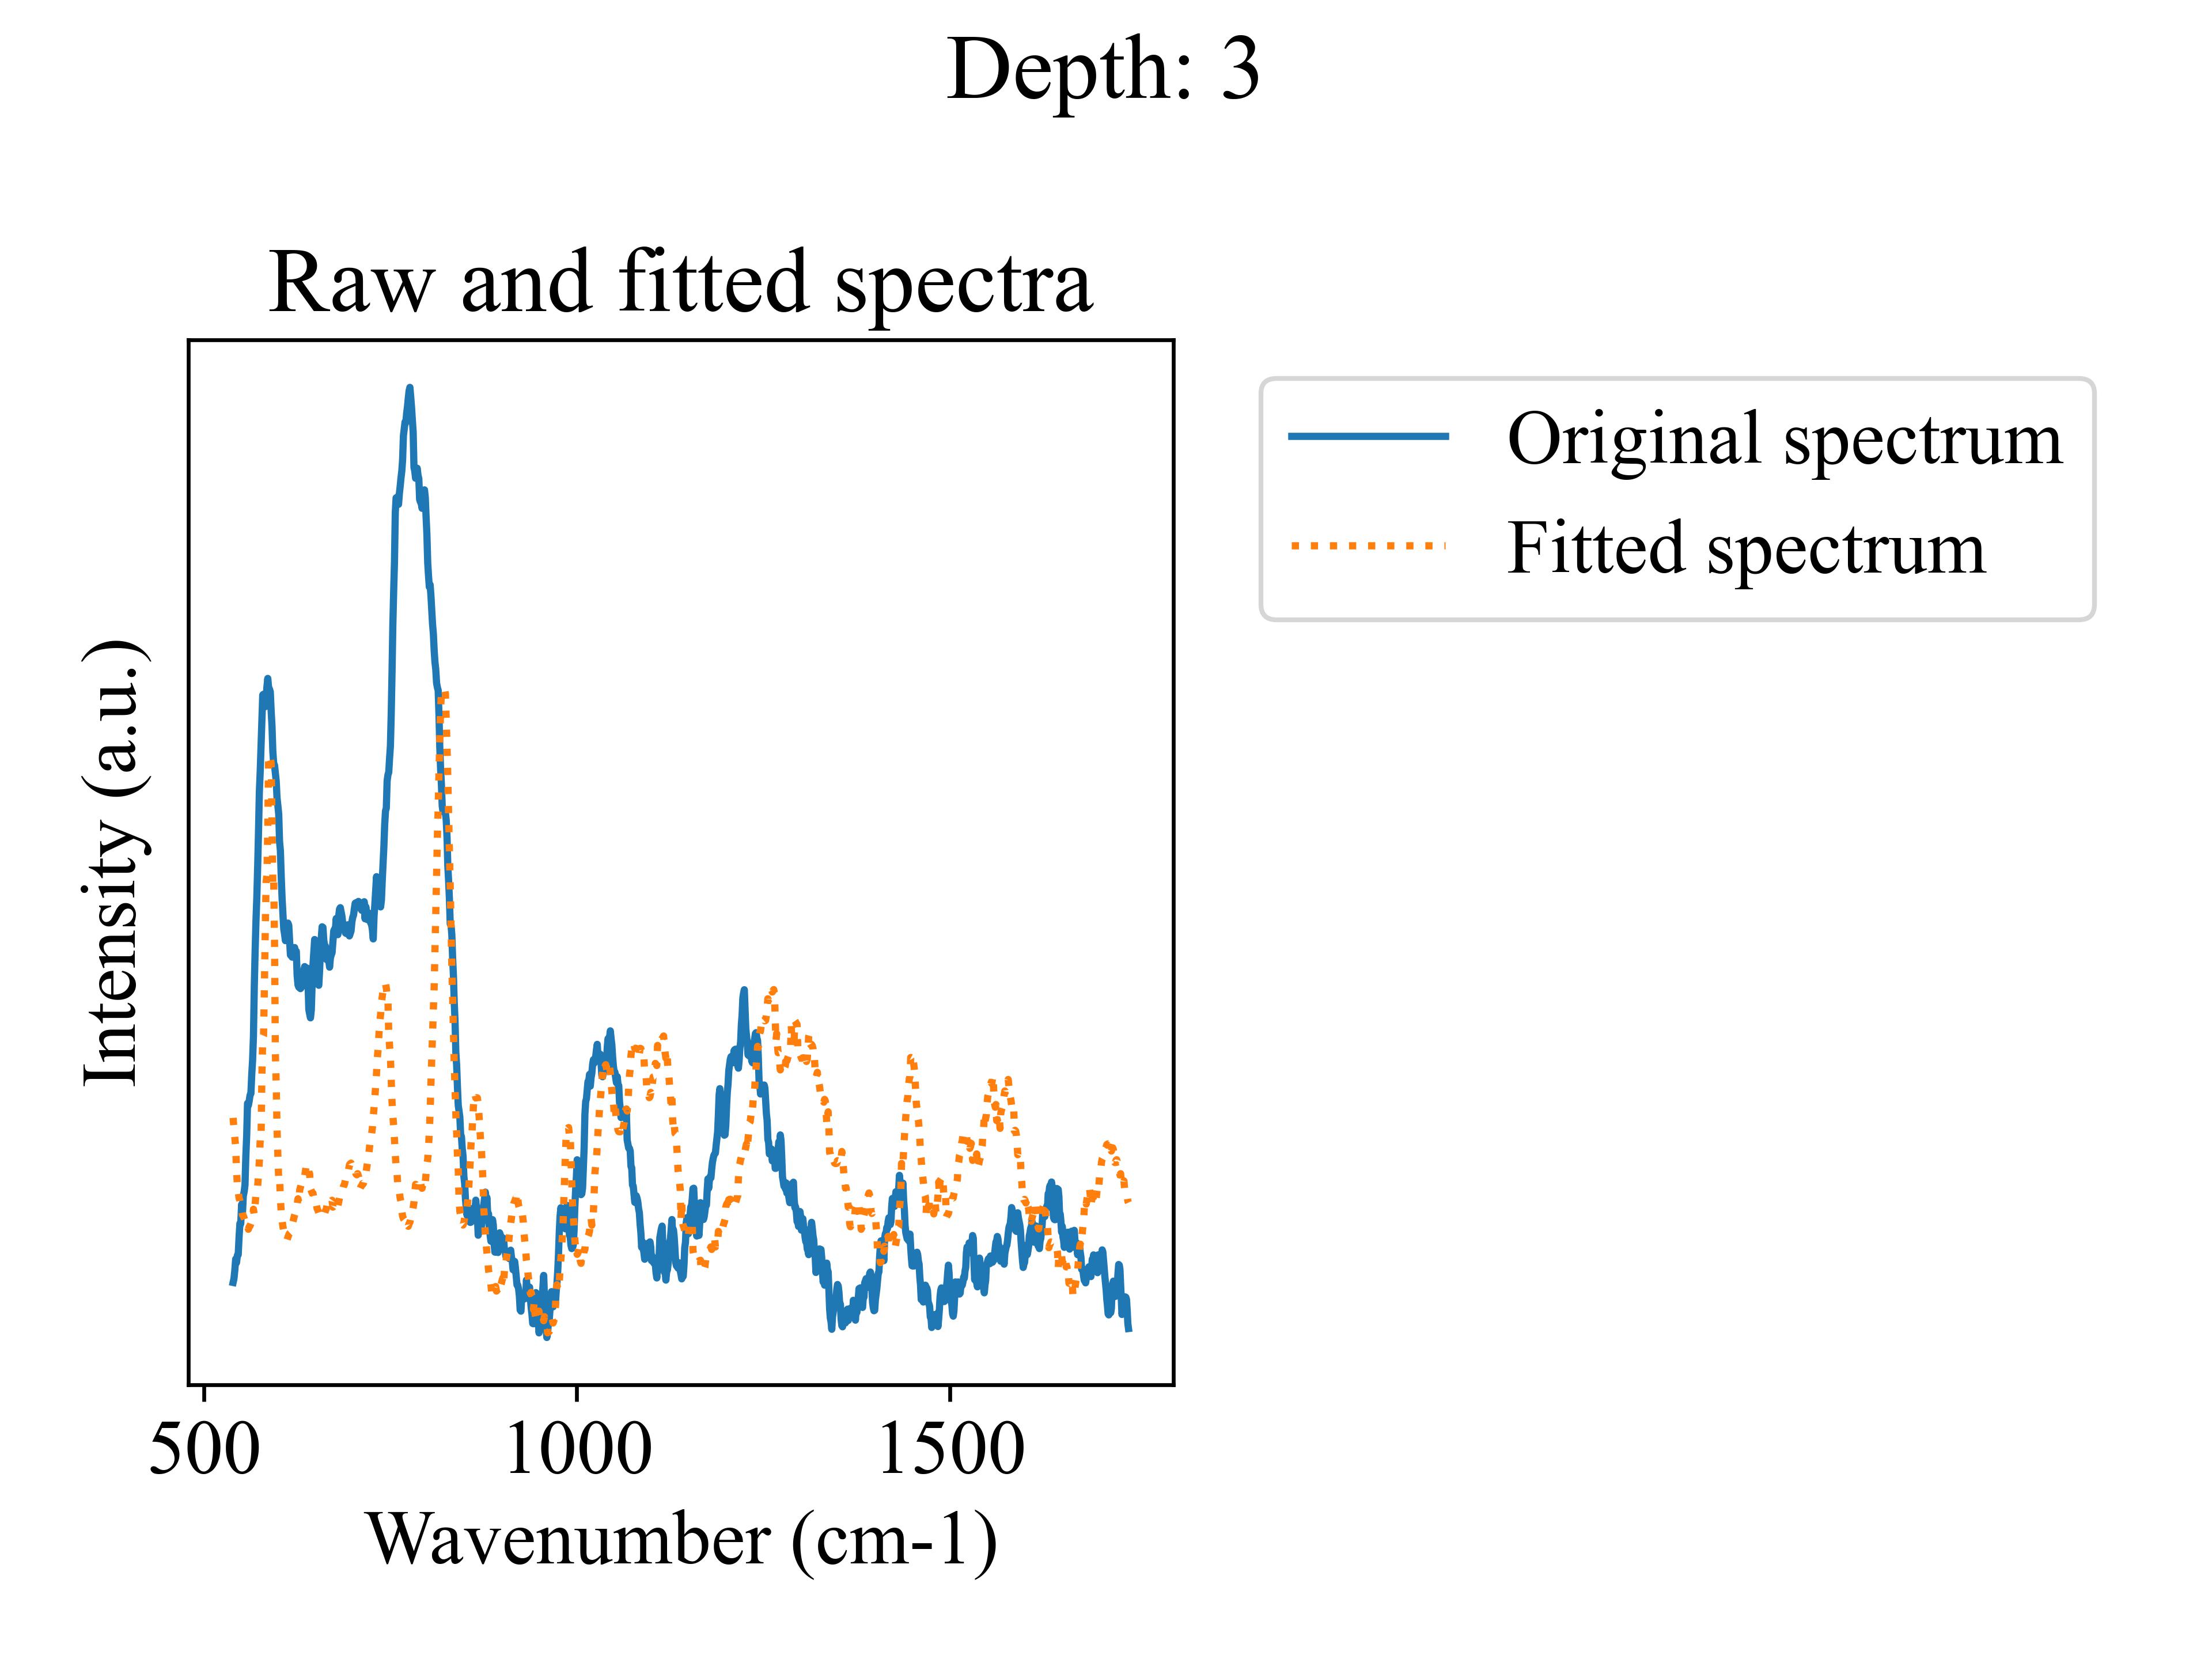 Depth: 3
Raw and fitted spectra
Original spectrum
Fitted spectrum
Intensity (a.u.)
500 1000 1500
Wavenumber (cm-1)